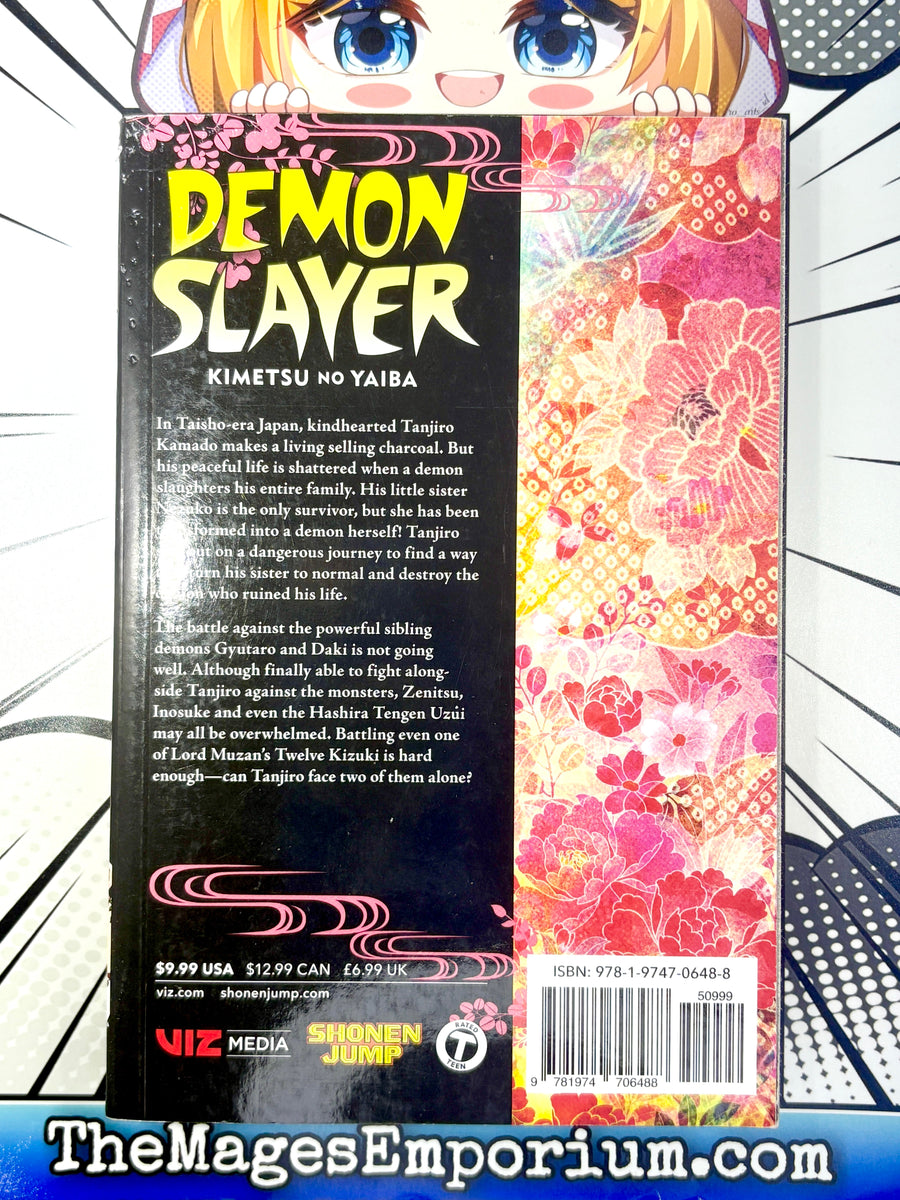 DEMON
SLAYER
KIMETSU NO YAIBA
In Taisho-era Japan, kindhearted Tanjiro
Kamado makes a living selling charcoal. But
his peaceful life is shattered when a demon
slaughters his entire family. His little sister
Nezuko is the only survivor, but she has been
transformed into a demon herself! Tanjiro
out on a dangerous journey to find a way
turn his sister to normal and destroy the
demon who ruined his life.
The battle against the powerful sibling
demons Gyutaro and Daki is not going
well. Although finally able to fight along-
side Tanjiro against the monsters, Zenitsu,
Inosuke and even the Hashira Tengen Uzui
may all be overwhelmed. Battling even one
of Lord Muzan's Twelve Kizuki is hard
enough—can Tanjiro face two of them alone?
$9.99 USA $12.99 CAN £6.99 UK
viz.com shonenjump.com
VIZ MEDIA
SHONEN
JUMP
RATED
T
TEEN
ISBN: 978-1-9747-0648-8
50999
9 781974 706488
TheMagesEmporium.com